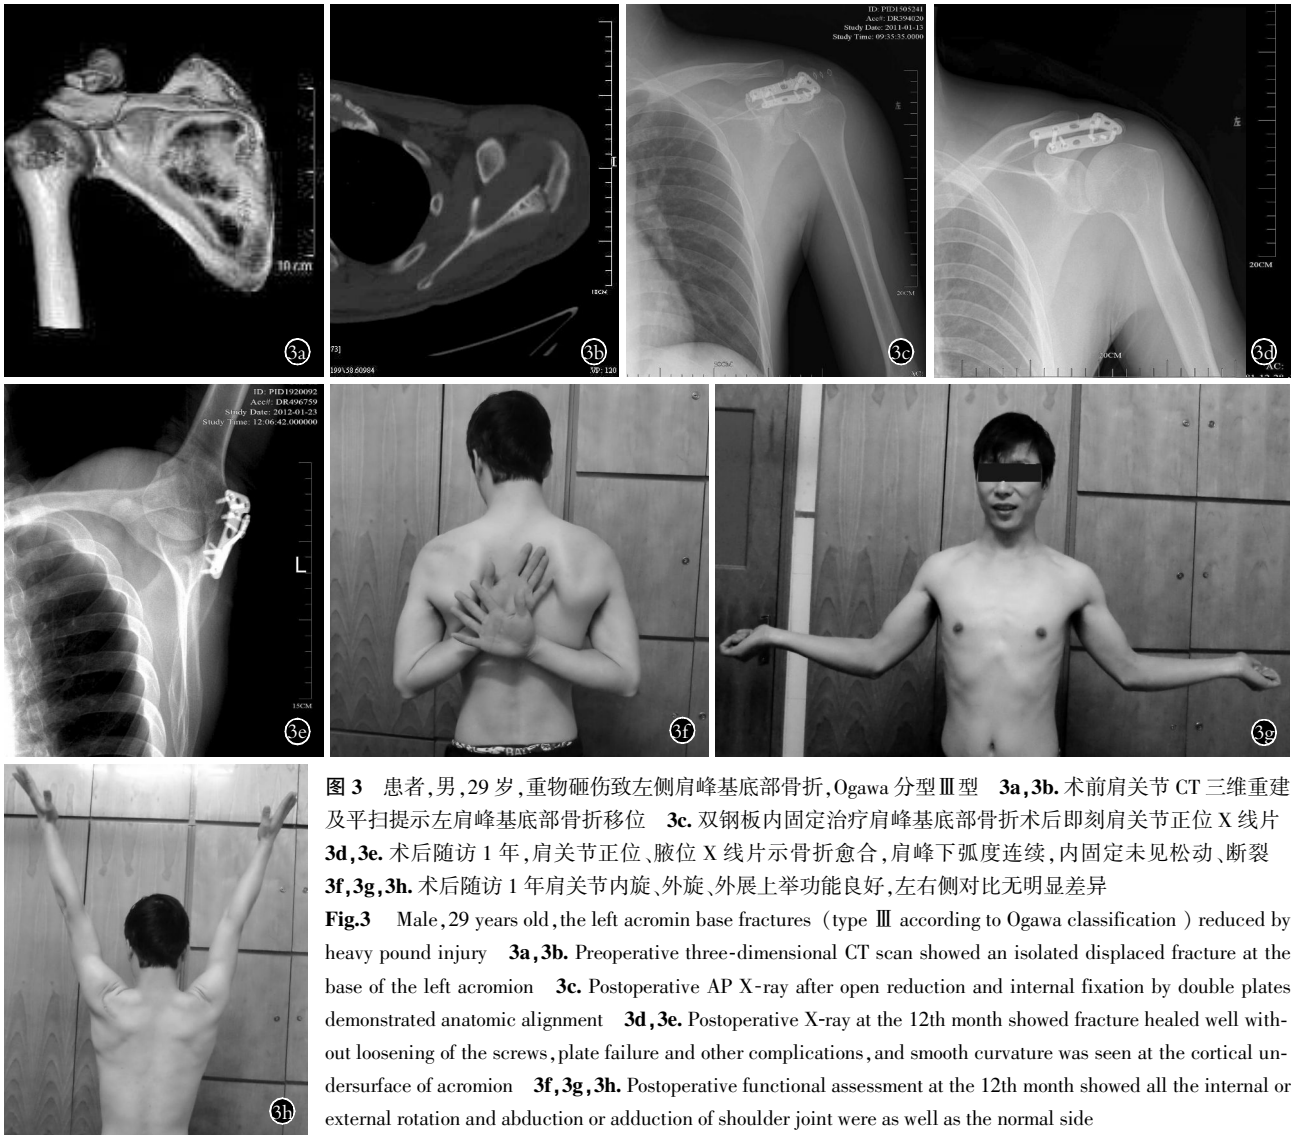 10 cm
3a
73]
199\58.60984
10CM
VP: 120
3b
ID: PID1505241
Acc#: DR394020
Study Date: 2011-01-13
Study Time: 09:35:35.0000
20CM
AC:
3c
20CM
20CM
AC:
3d
ID: PID1920092
Acc#: DR496759
Study Date: 2012-01-23
Study Time: 12:06:42.000000
L
15CM
3e
3f
3g
3h
图 3 患者,男,29 岁,重物砸伤致左侧肩峰基底部骨折,Ogawa 分型Ⅲ型 3a,3b. 术前肩关节 CT 三维重建
及平扫提示左肩峰基底部骨折移位 3c. 双钢板内固定治疗肩峰基底部骨折术后即刻肩关节正位 X 线片
3d,3e. 术后随访 1 年,肩关节正位、腋位 X 线片示骨折愈合,肩峰下弧度连续,内固定未见松动、断裂
3f,3g,3h. 术后随访 1 年肩关节内旋、外旋、外展上举功能良好,左右侧对比无明显差异
Fig.3 Male,29 years old,the left acromin base fractures (type Ⅲ according to Ogawa classification ) reduced by
heavy pound injury 3a,3b. Preoperative three-dimensional CT scan showed an isolated displaced fracture at the
base of the left acromion 3c. Postoperative AP X-ray after open reduction and internal fixation by double plates
demonstrated anatomic alignment 3d,3e. Postoperative X-ray at the 12th month showed fracture healed well with-
out loosening of the screws,plate failure and other complications,and smooth curvature was seen at the cortical un-
dersurface of acromion 3f,3g,3h. Postoperative functional assessment at the 12th month showed all the internal or
external rotation and abduction or adduction of shoulder joint were as well as the normal side